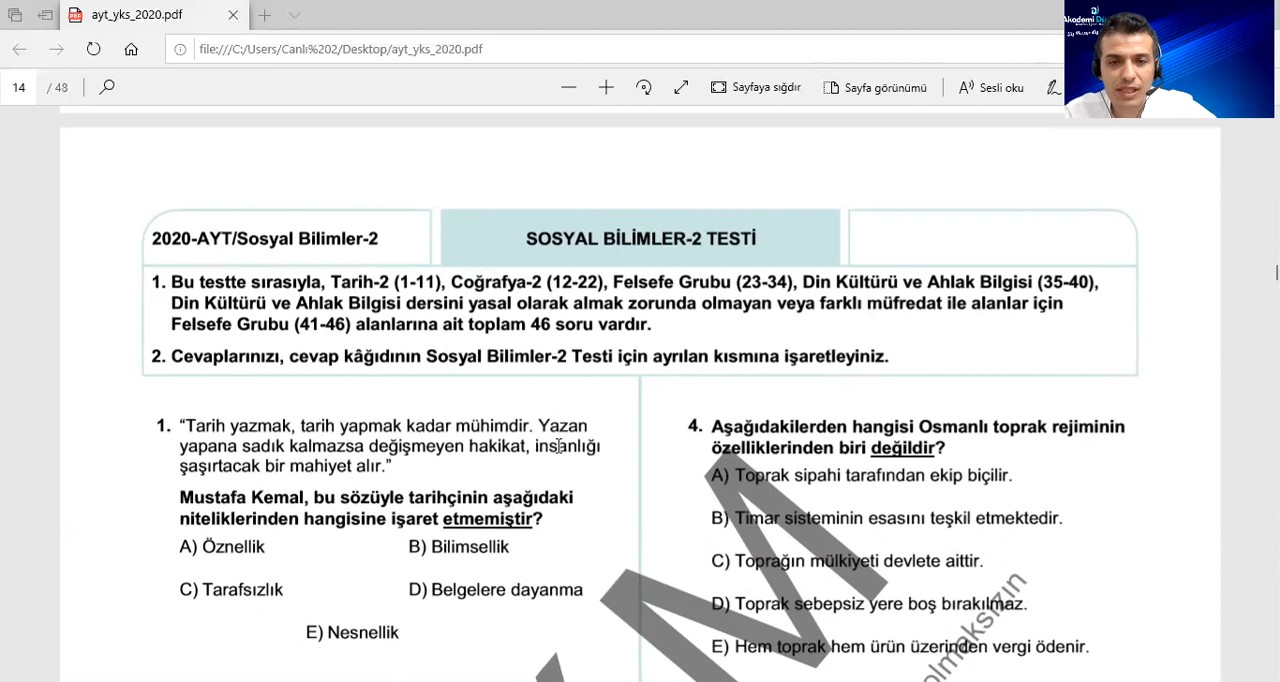 ayt_yks_2020.pdf
file:///C:/Users/Canlı%202/Desktop/ayt_yks_2020.pdf
14 / 48
Sayfaya sığdır
Sayfa görünümü
Sesli oku
Akademi
2020-AYT/Sosyal Bilimler-2
SOSYAL BİLİMLER-2 TESTİ
1. Bu testte sırasıyla, Tarih-2 (1-11), Coğrafya-2 (12-22), Felsefe Grubu (23-34), Din Kültürü ve Ahlak Bilgisi (35-40),
Din Kültürü ve Ahlak Bilgisi dersini yasal olarak almak zorunda olmayan veya farklı müfredat ile alanlar için
Felsefe Grubu (41-46) alanlarına ait toplam 46 soru vardır.
2. Cevaplarınızı, cevap kâğıdının Sosyal Bilimler-2 Testi için ayrılan kısmına işaretleyiniz.
1. “Tarih yazmak, tarih yapmak kadar mühimdir. Yazan
yapana sadık kalmazsa değişmeyen hakikat, insanlığı
şaşırtacak bir mahiyet alır.”
Mustafa Kemal, bu sözüyle tarihçinin aşağıdaki
niteliklerinden hangisine işaret etmemiştir?
A) Öznellik
B) Bilimsellik
C) Tarafsızlık
D) Belgelere dayanma
E) Nesnellik
4. Aşağıdakilerden hangisi Osmanlı toprak rejiminin
özelliklerinden biri değildir?
A) Toprak sipahi tarafından ekip biçilir.
B) Timar sisteminin esasını teşkil etmektedir.
C) Toprağın mülkiyeti devlete aittir.
D) Toprak sebepsiz yere boş bırakılmaz.
E) Hem toprak hem ürün üzerinden vergi ödenir.
olmaksızın